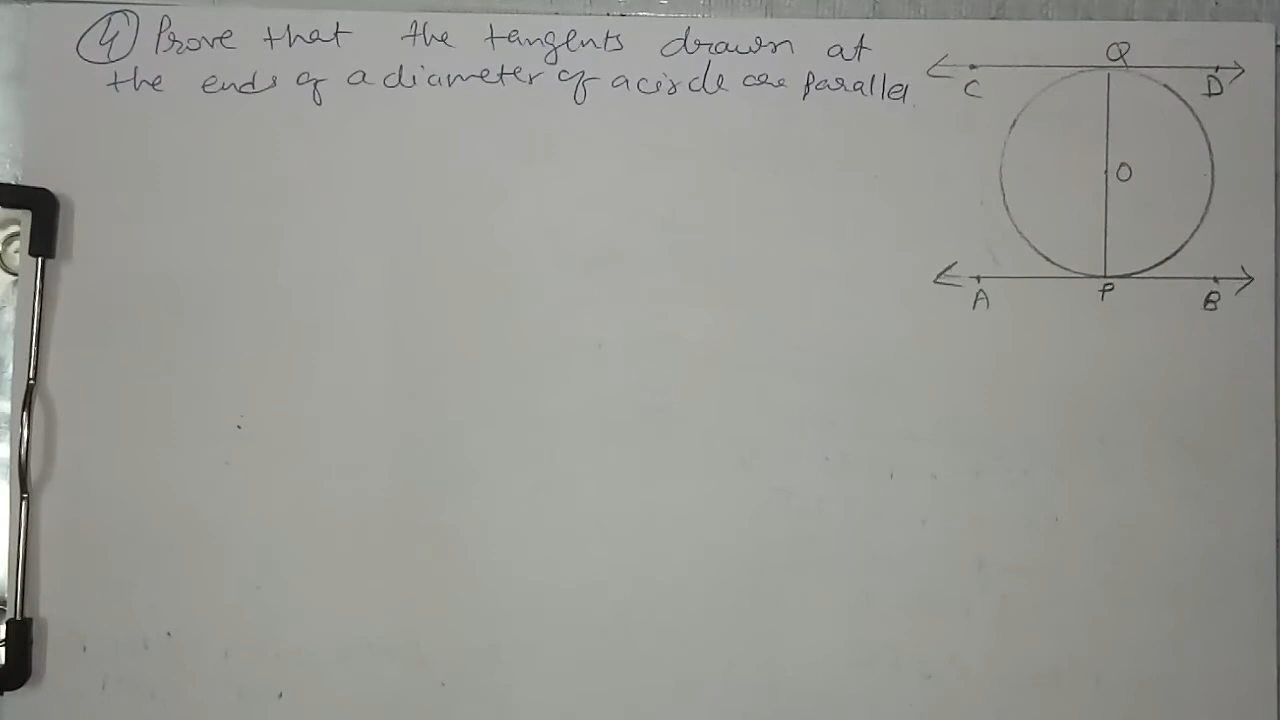 4 Prove that the tangents drawn at
the ends of a diameter of a circle are parallel
Q
C D
O
A P B